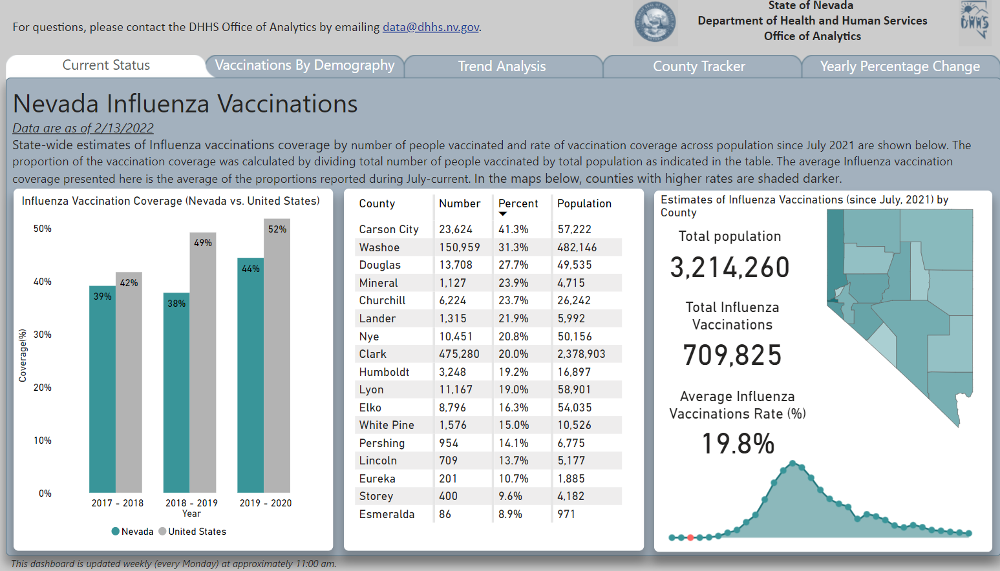 For questions, please contact the DHHS Office of Analytics by emailing data@dhhs.nv.gov.
State of Nevada
Department of Health and Human Services
Office of Analytics
DHHS
Current Status
Vaccinations By Demography
Trend Analysis
County Tracker
Yearly Percentage Change
Nevada Influenza Vaccinations
Data are as of 2/13/2022
State-wide estimates of Influenza vaccinations coverage by number of people vaccinated and rate of vaccination coverage across population since July 2021 are shown below. The
proportion of the vaccination coverage was calculated by dividing total number of people vaccinated by total population as indicated in the table. The average Influenza vaccination
coverage presented here is the average of the proportions reported during July-current. In the maps below, counties with higher rates are shaded darker.
Influenza Vaccination Coverage (Nevada vs. United States)
50%
40%
30%
20%
10%
0%
Coverage(%)
39%
42%
38%
49%
44%
52%
2017 - 2018
2018 - 2019
2019 - 2020
Year
Nevada United States
County Number Percent Population
Carson City 23,624 41.3% 57,222
Washoe 150,959 31.3% 482,146
Douglas 13,708 27.7% 49,535
Mineral 1,127 23.9% 4,715
Churchill 6,224 23.7% 26,242
Lander 1,315 21.9% 5,992
Nye 10,451 20.8% 50,156
Clark 475,280 20.0% 2,378,903
Humboldt 3,248 19.2% 16,897
Lyon 11,167 19.0% 58,901
Elko 8,796 16.3% 54,035
White Pine 1,576 15.0% 10,526
Pershing 954 14.1% 6,775
Lincoln 709 13.7% 5,177
Eureka 201 10.7% 1,885
Storey 400 9.6% 4,182
Esmeralda 86 8.9% 971
Estimates of Influenza Vaccinations (since July, 2021) by
County
Total population
3,214,260
Total Influenza
Vaccinations
709,825
Average Influenza
Vaccinations Rate (%)
19.8%
This dashboard is updated weekly (every Monday) at approximately 11:00 am.